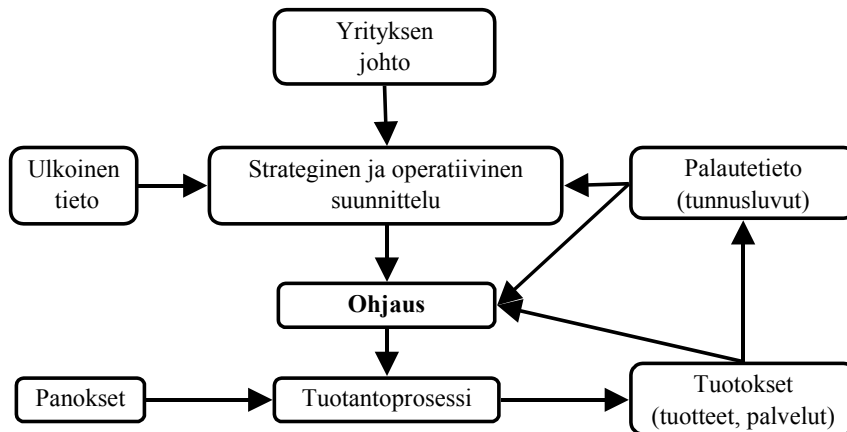 Yrityksen
johto
Ulkoinen
tieto
Strateginen ja operatiivinen
suunnittelu
Palautetieto
(tunnusluvut)
Ohjaus
Panokset
Tuotantoprosessi
Tuotokset
(tuotteet, palvelut)